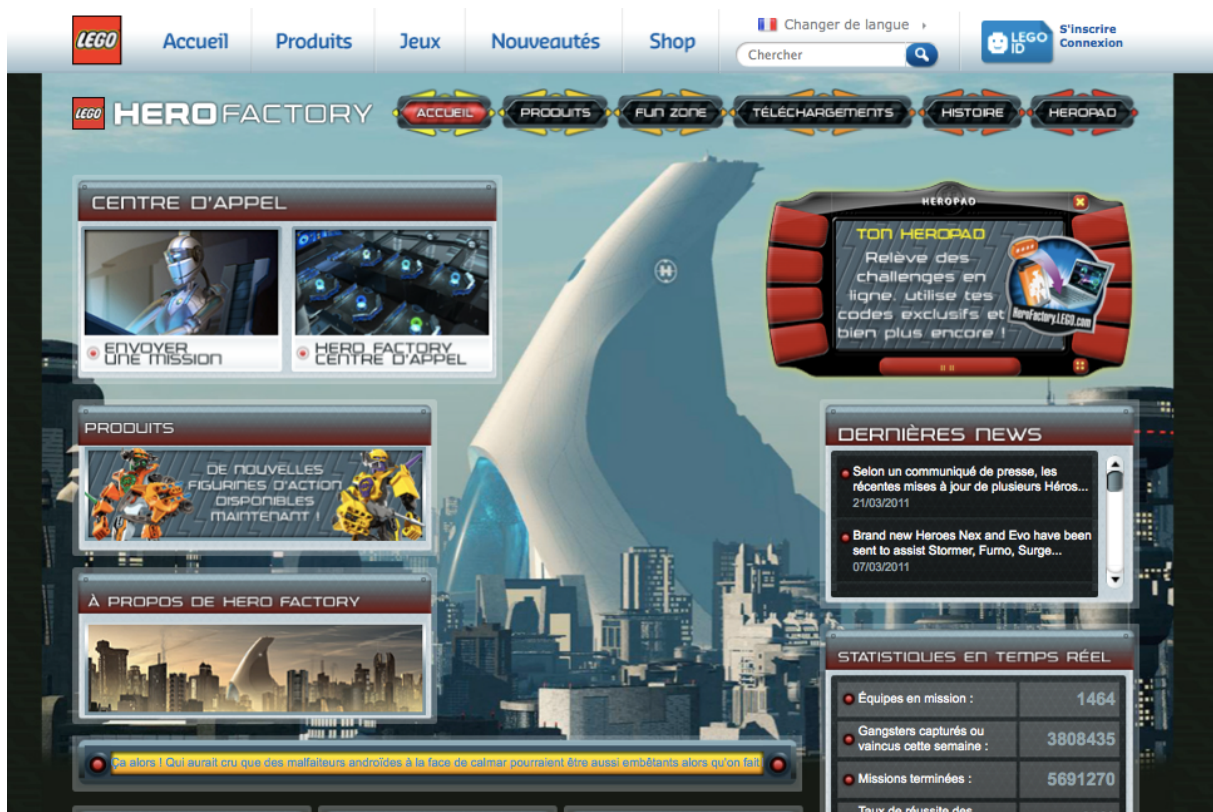 LEGO
Accueil
Produits
Jeux
Nouveautés
Shop
Changer de langue
Chercher
LEGO
ID
S'inscrire
Connexion
LEGO HERO FACTORY
ACCUEIL
PRODUITS
FUN ZONE
TÉLÉCHARGEMENTS
HISTOIRE
HEROPAD
CENTRE D'APPEL
ENVOYER
UNE MISSION
HERO FACTORY
CENTRE D'APPEL
H
HEROPAD
TON HEROPAD
Relève des
challenges en
ligne, utilise tes
codes exclusifs et
bien plus encore !
HeroFactory.LEGO.com
PRODUITS
DE NOUVELLES
FIGURINES D'ACTION
DISPONIBLES
MAINTENANT !
À PROPOS DE HERO FACTORY
DERNIÈRES NEWS
Selon un communiqué de presse, les
récentes mises à jour de plusieurs Héros...
21/03/2011
Brand new Heroes Nex and Evo have been
sent to assist Stormer, Furno, Surge...
07/03/2011
STATISTIQUES EN TEMPS RÉEL
Équipes en mission : 1464
Gangsters capturés ou
vaincus cette semaine : 3808435
Missions terminées : 5691270
Taux de réussite des
Ça alors ! Qui aurait cru que des malfaiteurs androïdes à la face de calmar pourraient être aussi embêtants alors qu'on fait